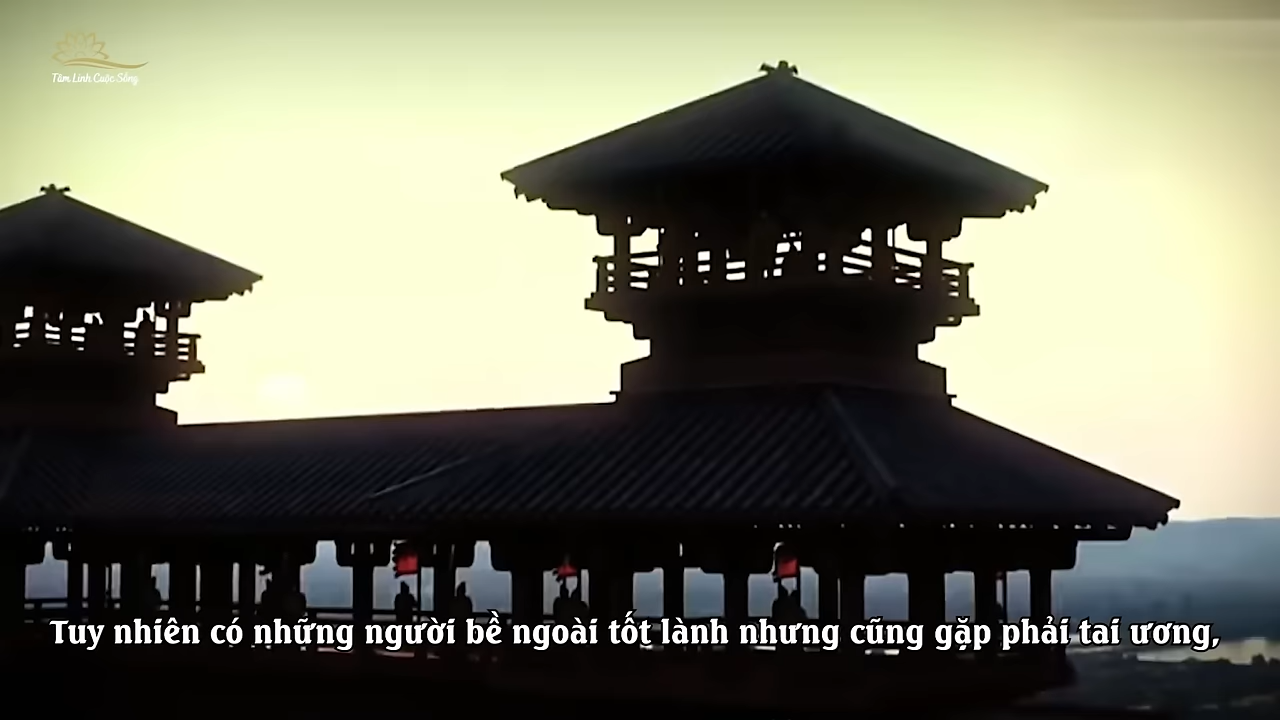 Tâm Linh Cuộc Sống
Tuy nhiên có những người bề ngoài tốt lành nhưng cũng gặp phải tai ương,